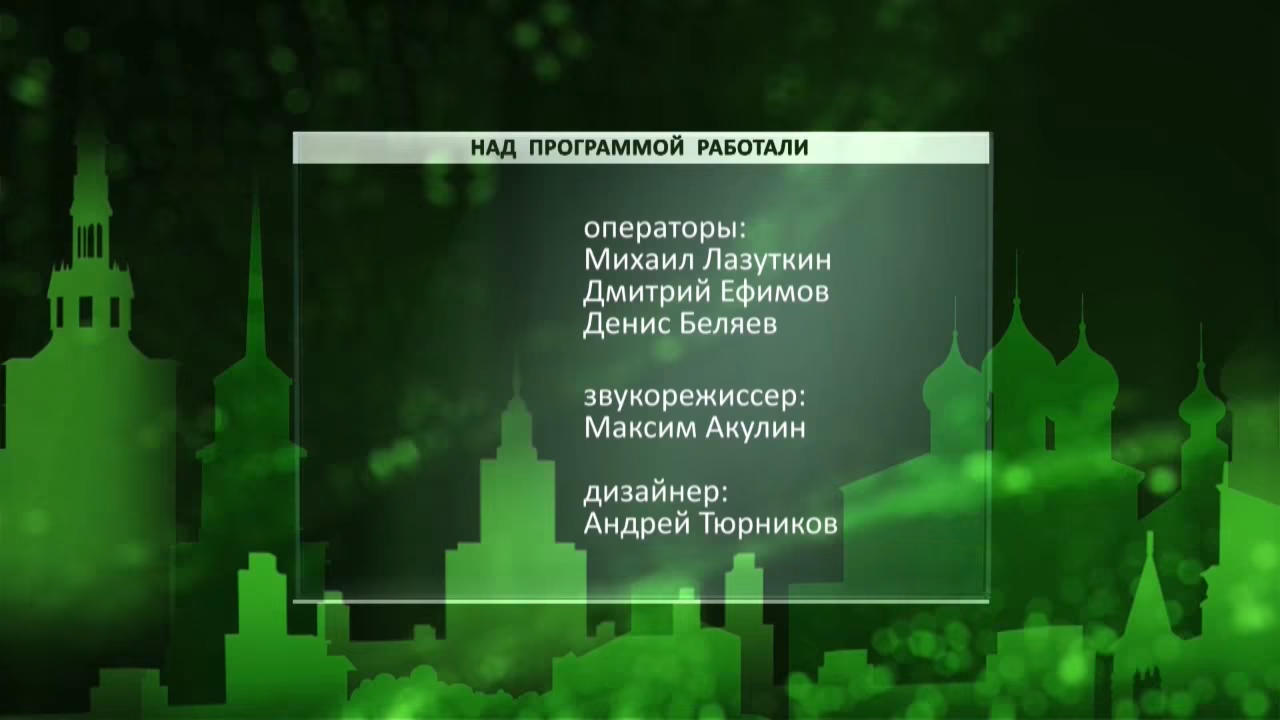 НАД ПРОГРАММОЙ РАБОТАЛИ
операторы:
Михаил Лазуткин
Дмитрий Ефимов
Денис Беляев
звукорежиссер:
Максим Акулин
дизайнер:
Андрей Тюрников